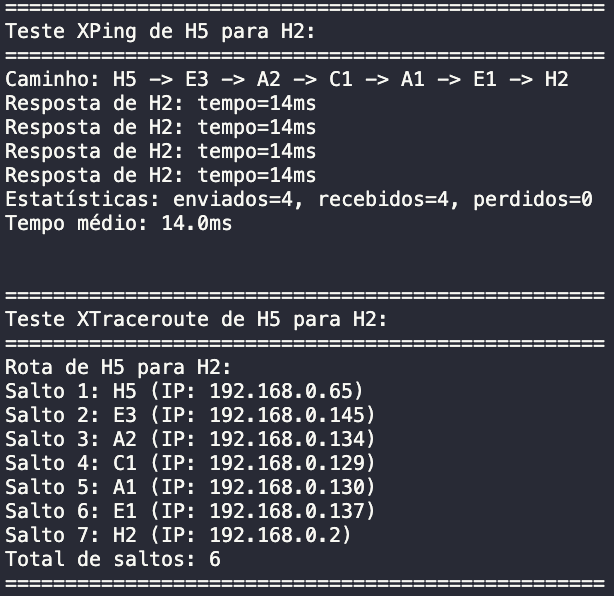 ==================================================
Teste XPing de H5 para H2:
==================================================
Caminho: H5 -> E3 -> A2 -> C1 -> A1 -> E1 -> H2
Resposta de H2: tempo=14ms
Resposta de H2: tempo=14ms
Resposta de H2: tempo=14ms
Resposta de H2: tempo=14ms
Estatísticas: enviados=4, recebidos=4, perdidos=0
Tempo médio: 14.0ms
==================================================
Teste XTraceroute de H5 para H2:
==================================================
Rota de H5 para H2:
Salto 1: H5 (IP: 192.168.0.65)
Salto 2: E3 (IP: 192.168.0.145)
Salto 3: A2 (IP: 192.168.0.134)
Salto 4: C1 (IP: 192.168.0.129)
Salto 5: A1 (IP: 192.168.0.130)
Salto 6: E1 (IP: 192.168.0.137)
Salto 7: H2 (IP: 192.168.0.2)
Total de saltos: 6
==================================================